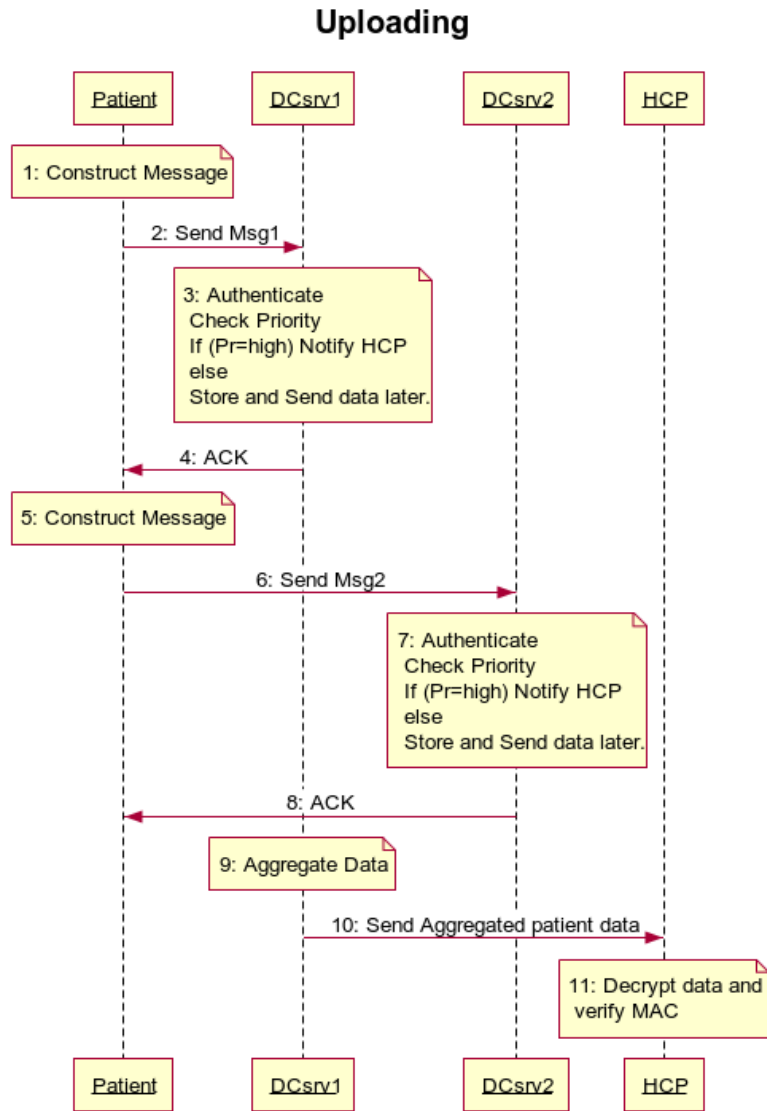 Uploading
Patient
DCsrv1
DCsrv2
HCP
1: Construct Message
2: Send Msg1
3: Authenticate
Check Priority
If (Pr=high) Notify HCP
else
Store and Send data later.
4: ACK
5: Construct Message
6: Send Msg2
7: Authenticate
Check Priority
If (Pr=high) Notify HCP
else
Store and Send data later.
8: ACK
9: Aggregate Data
10: Send Aggregated patient data
11: Decrypt data and
verify MAC
Patient
DCsrv1
DCsrv2
HCP